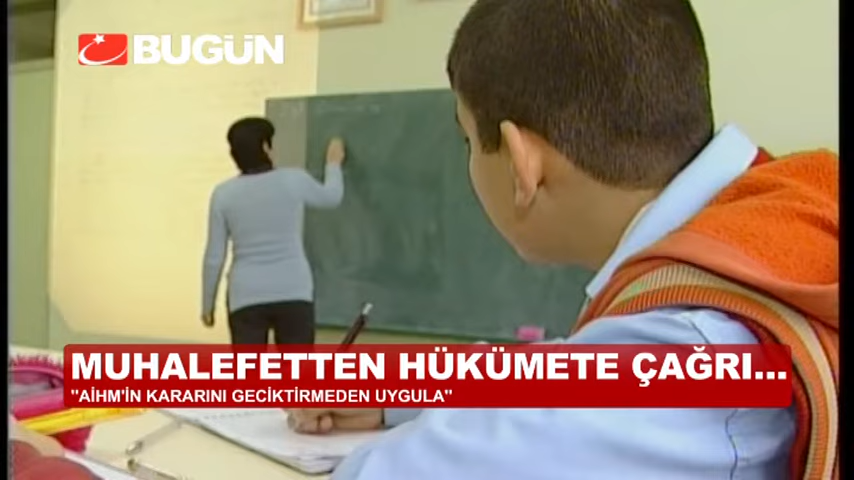 BUGÜN
MUHALEFETTEN HÜKÜMETE ÇAĞRI...
"AİHM'İN KARARINI GECİKTİRMEDEN UYGULA"